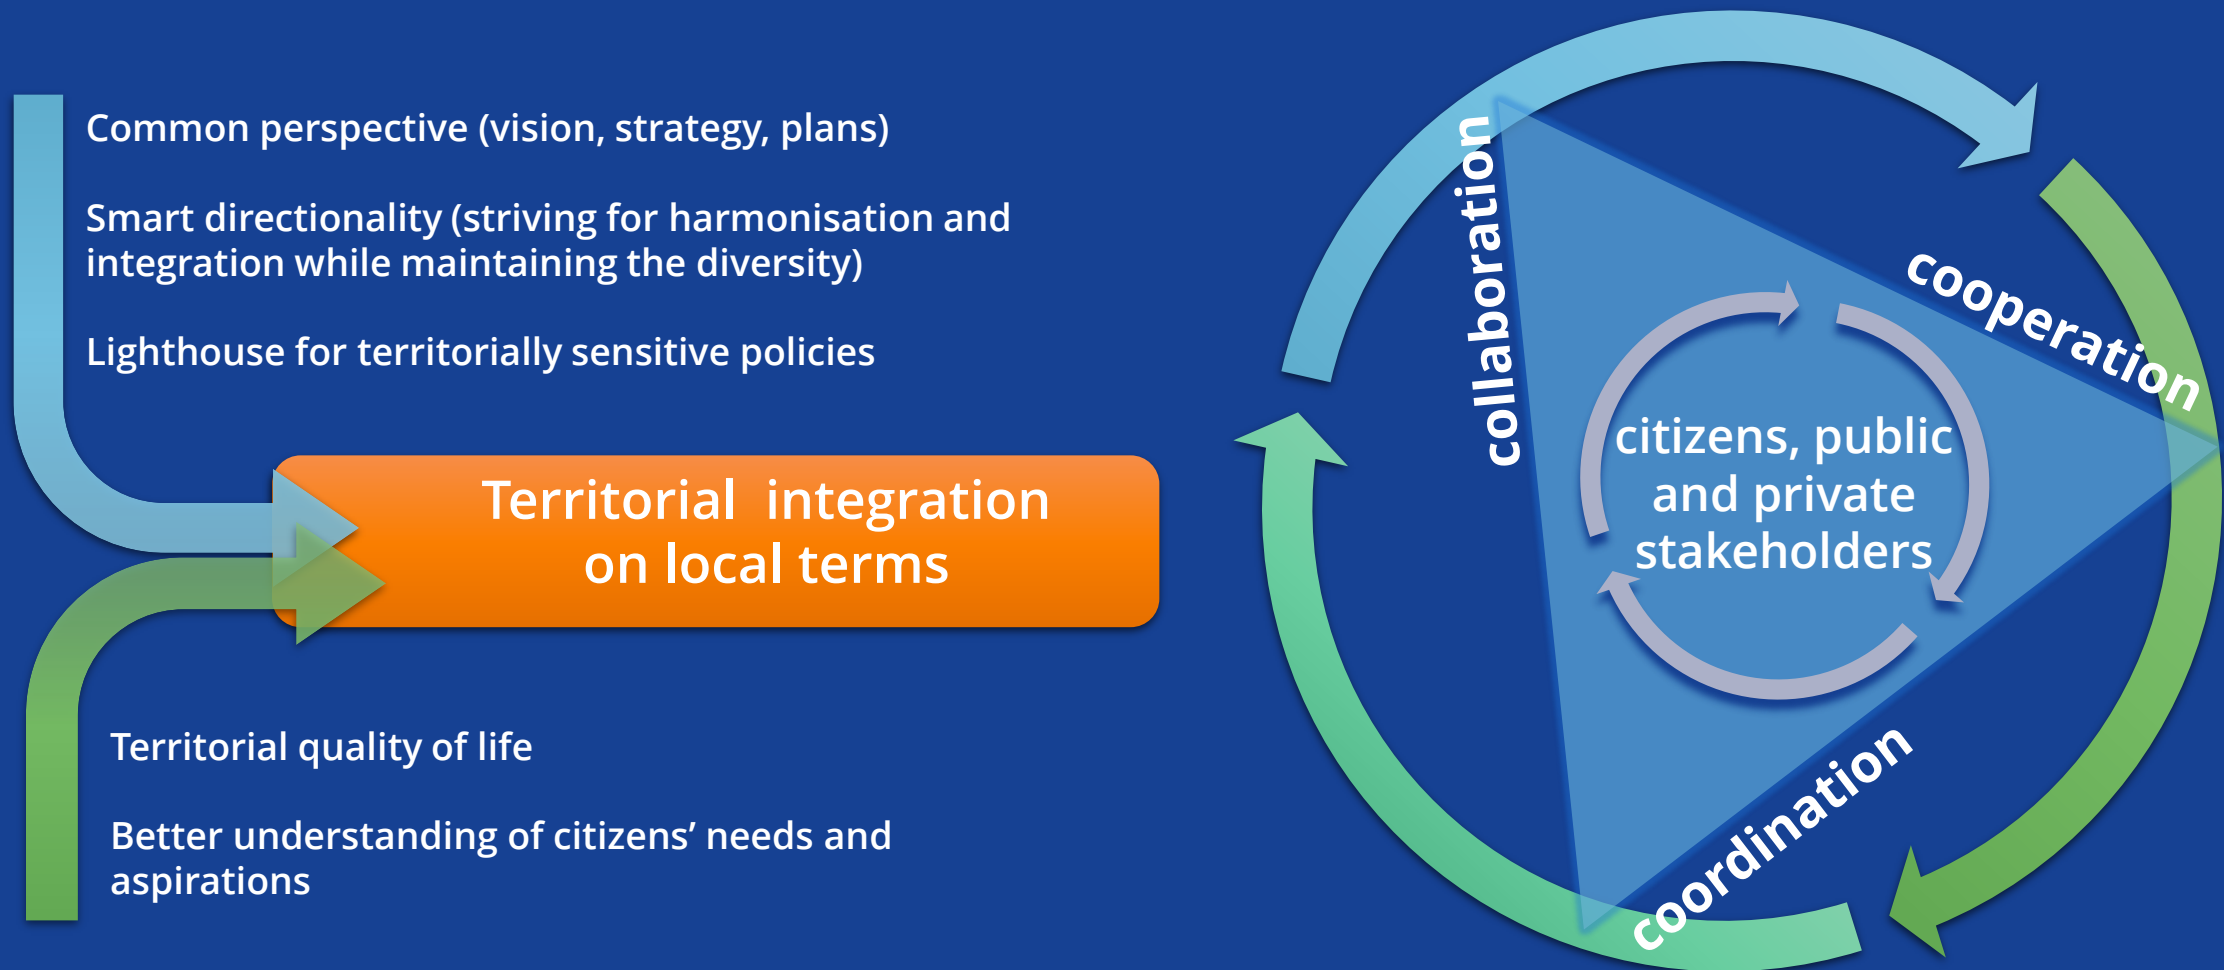 Common perspective (vision, strategy, plans)
Smart directionality (striving for harmonisation and
integration while maintaining the diversity)
Lighthouse for territorially sensitive policies
Territorial integration
on local terms
Territorial quality of life
Better understanding of citizens’ needs and
aspirations
collaboration
cooperation
citizens, public
and private
stakeholders
coordination